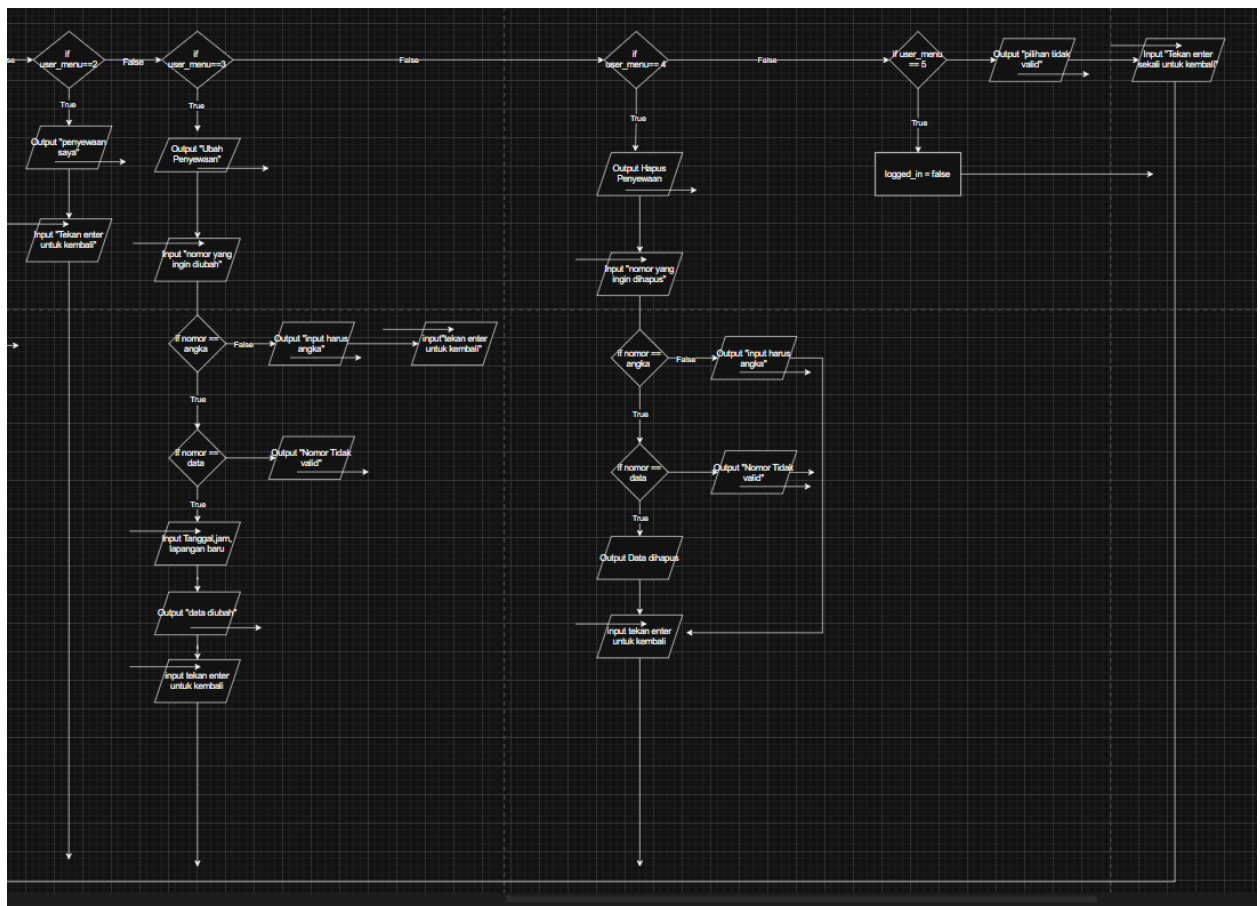 if
user_menu==2
False
if
user_menu==3
False
if
user_menu== 4
False
if user_menu
== 5
Output "pilihan tidak
valid"
Input "Tekan enter
sekali untuk kembali"
True
Output "penyewaan
saya"
Input "Tekan enter
untuk kembali"
True
Output "Ubah
Penyewaan"
Input "nomor yang
ingin diubah"
If nomor ==
angka
False
Output "input harus
angka"
input"tekan enter
untuk kembali"
True
If nomor ==
data
Output "Nomor Tidak
valid"
True
Input Tanggal,jam,
lapangan baru
Output "data diubah"
input tekan enter
untuk kembali
True
Output Hapus
Penyewaan
Input "nomor yang
ingin dihapus"
If nomor ==
angka
False
Output "input harus
angka"
True
If nomor ==
data
Output "Nomor Tidak
valid"
True
Output Data dihapus
input tekan enter
untuk kembali
True
logged_in = false